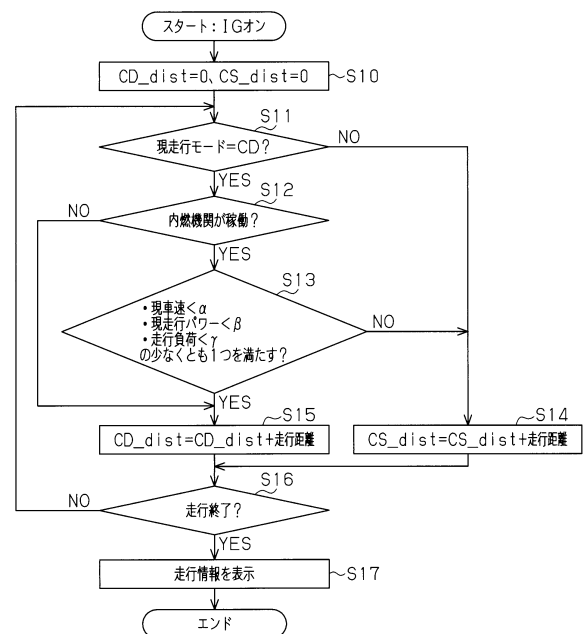 スタート：IGオン
CD_dist=0、CS_dist=0
S10
S11
現走行モード=CD?
NO
YES
S12
NO
内燃機関が稼働?
YES
S13
・現車速<α
・現走行パワー<β
・走行負荷<γ
の少なくとも1つを満たす?
NO
YES
S15
CD_dist=CD_dist+走行距離
S14
CS_dist=CS_dist+走行距離
S16
NO
走行終了?
YES
走行情報を表示
S17
エンド